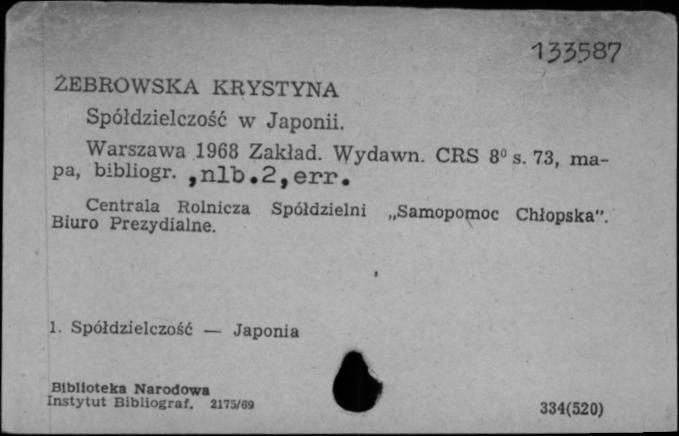 133587
ŻEBROWSKA KRYSTYNA
Spółdzielczość w Japonii.
Warszawa 1968 Zakład. Wydawn. CRS 8⁰ s. 73, ma-
pa, bibliogr. ,nlb.2,err.
Centrala Rolnicza Spółdzielni „Samopomoc Chłopska".
Biuro Prezydialne.
1. Spółdzielczość — Japonia
Biblioteka Narodowa
Instytut Bibliograf. 2175/69
334(520)